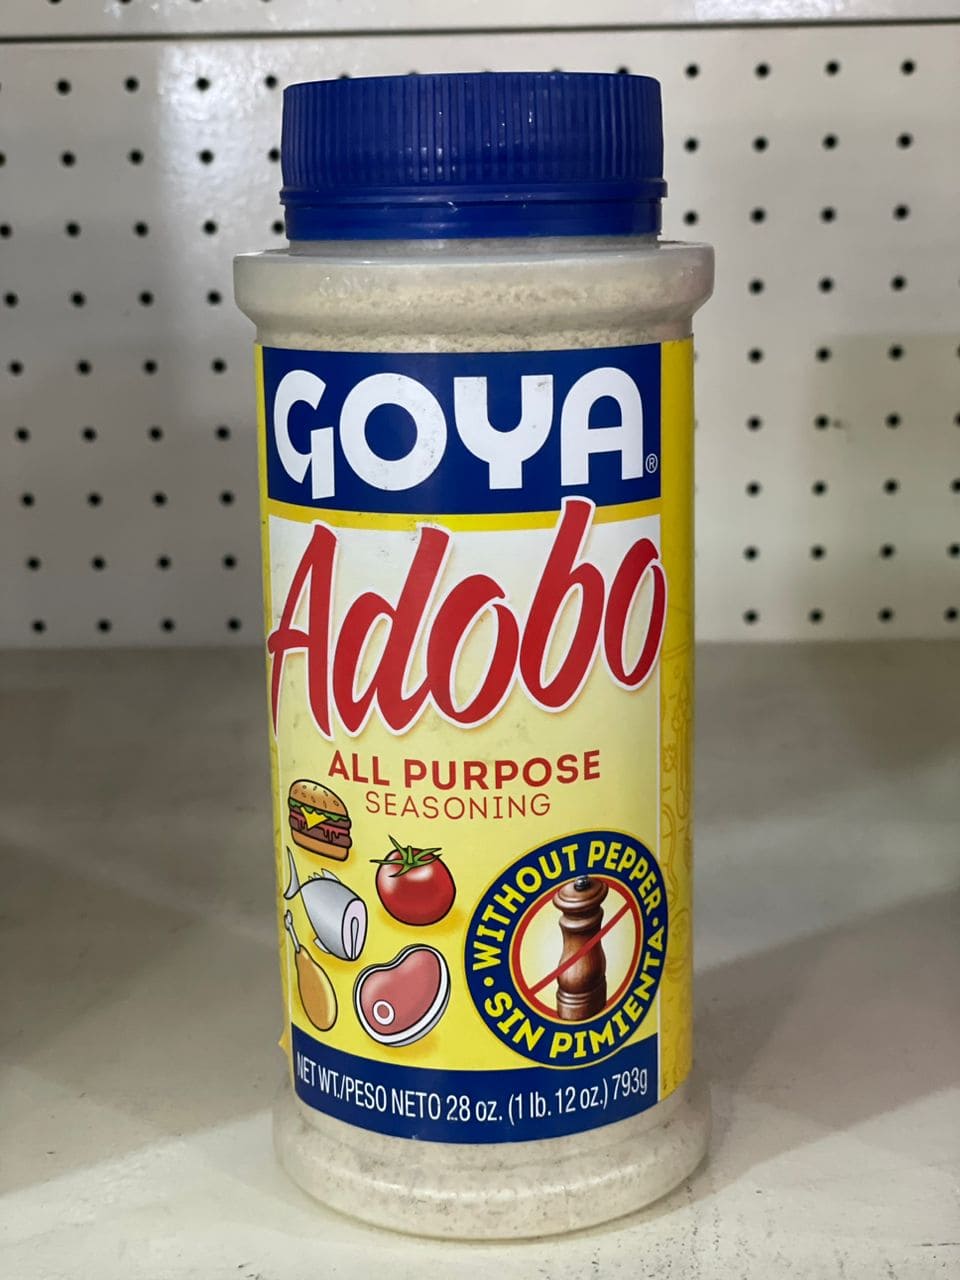 GOYA®
Adobo
ALL PURPOSE
SEASONING
WITHOUT PEPPER
SIN PIMIENTA
NET WT./PESO NETO 28 oz. (1 lb. 12 oz.) 793g